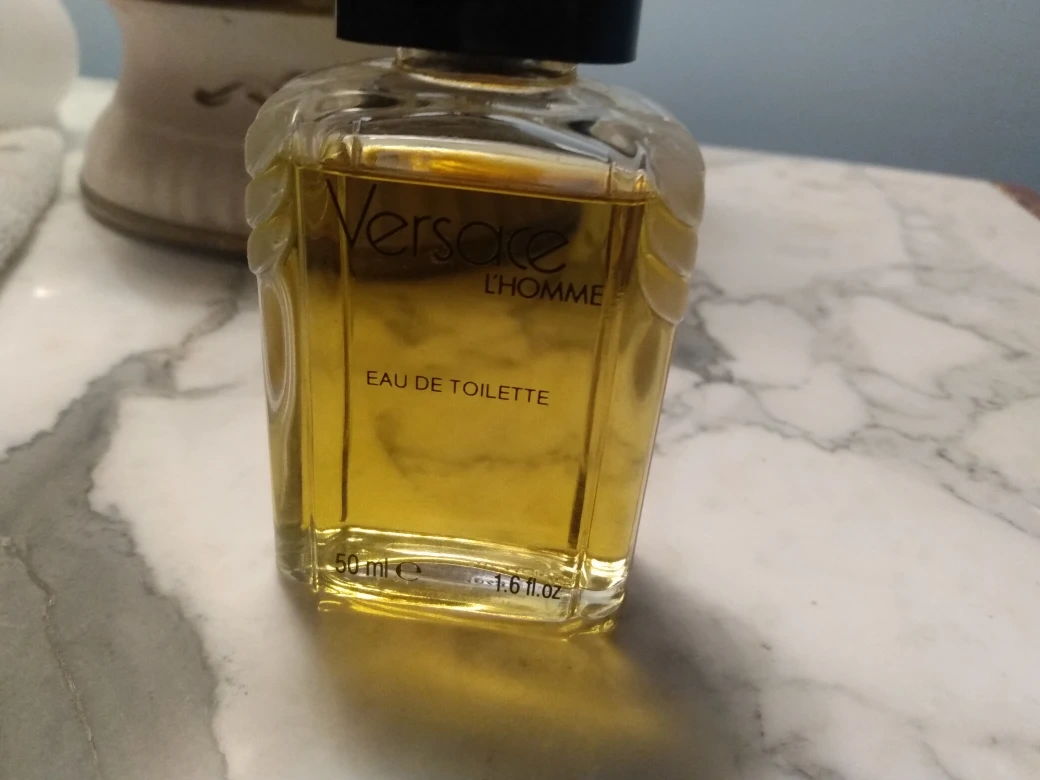 Versace
L'HOMME
EAU DE TOILETTE
50 ml ℮ 1.6 fl.oz